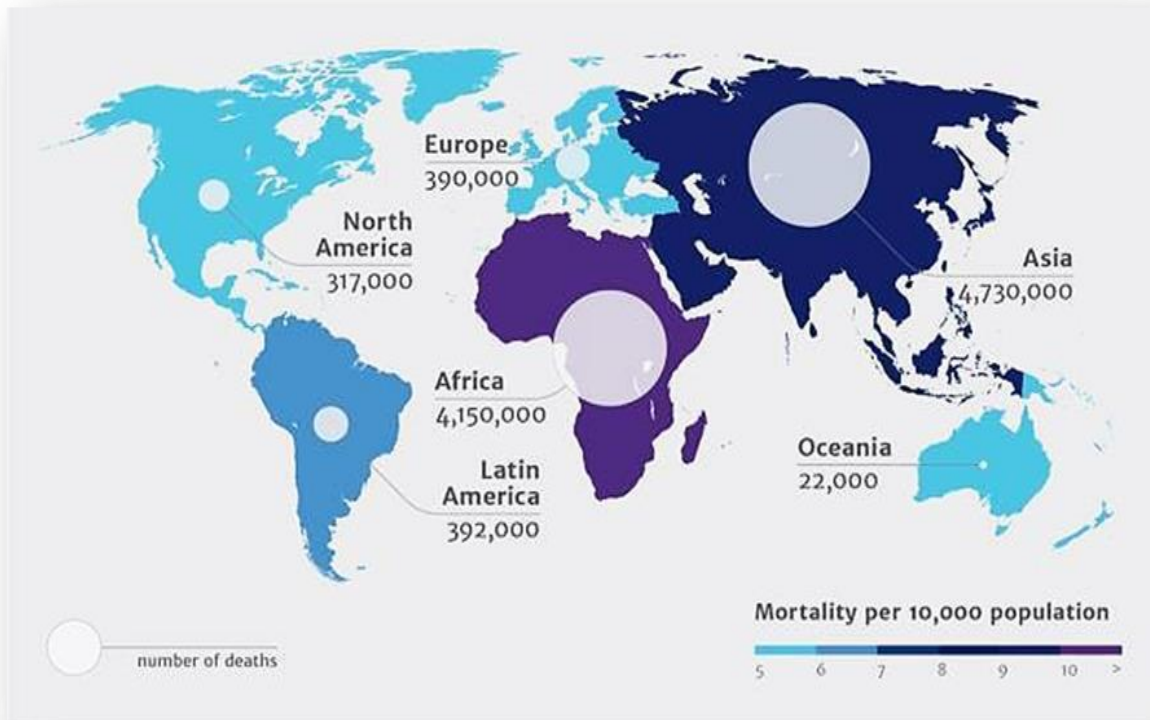 Europe
390,000
North
America
317,000
Asia
4,730,000
Africa
4,150,000
Latin
America
392,000
Oceania
22,000
Mortality per 10,000 population
5 6 7 8 9 10 >
number of deaths